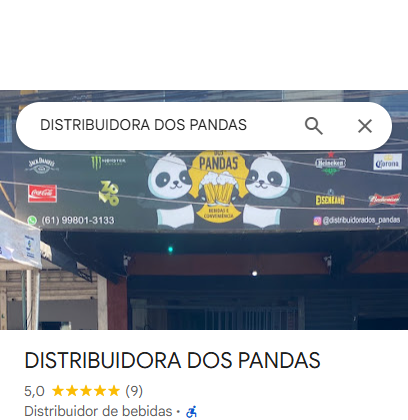 DISTRIBUIDORA DOS PANDAS
DOS
PANDAS
BEBIDAS E
CONVENIÊNCIA
JACK DANIEL'S
MONSTER
Heineken
Corona
Coca-Cola
EISENBAHN
Budweiser
(61) 99801-3133
@distribuidorados_pandas
DISTRIBUIDORA DOS PANDAS
5,0 (9)
Distribuidor de bebidas ·